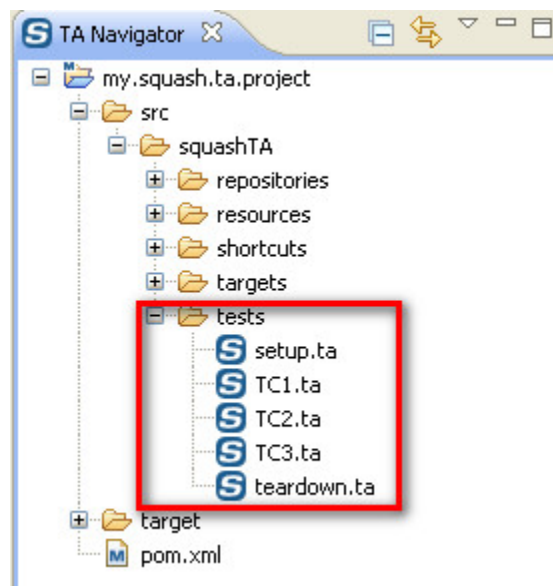 TA Navigator
my.squash.ta.project
src
squashTA
repositories
resources
shortcuts
targets
tests
setup.ta
TC1.ta
TC2.ta
TC3.ta
teardown.ta
target
pom.xml